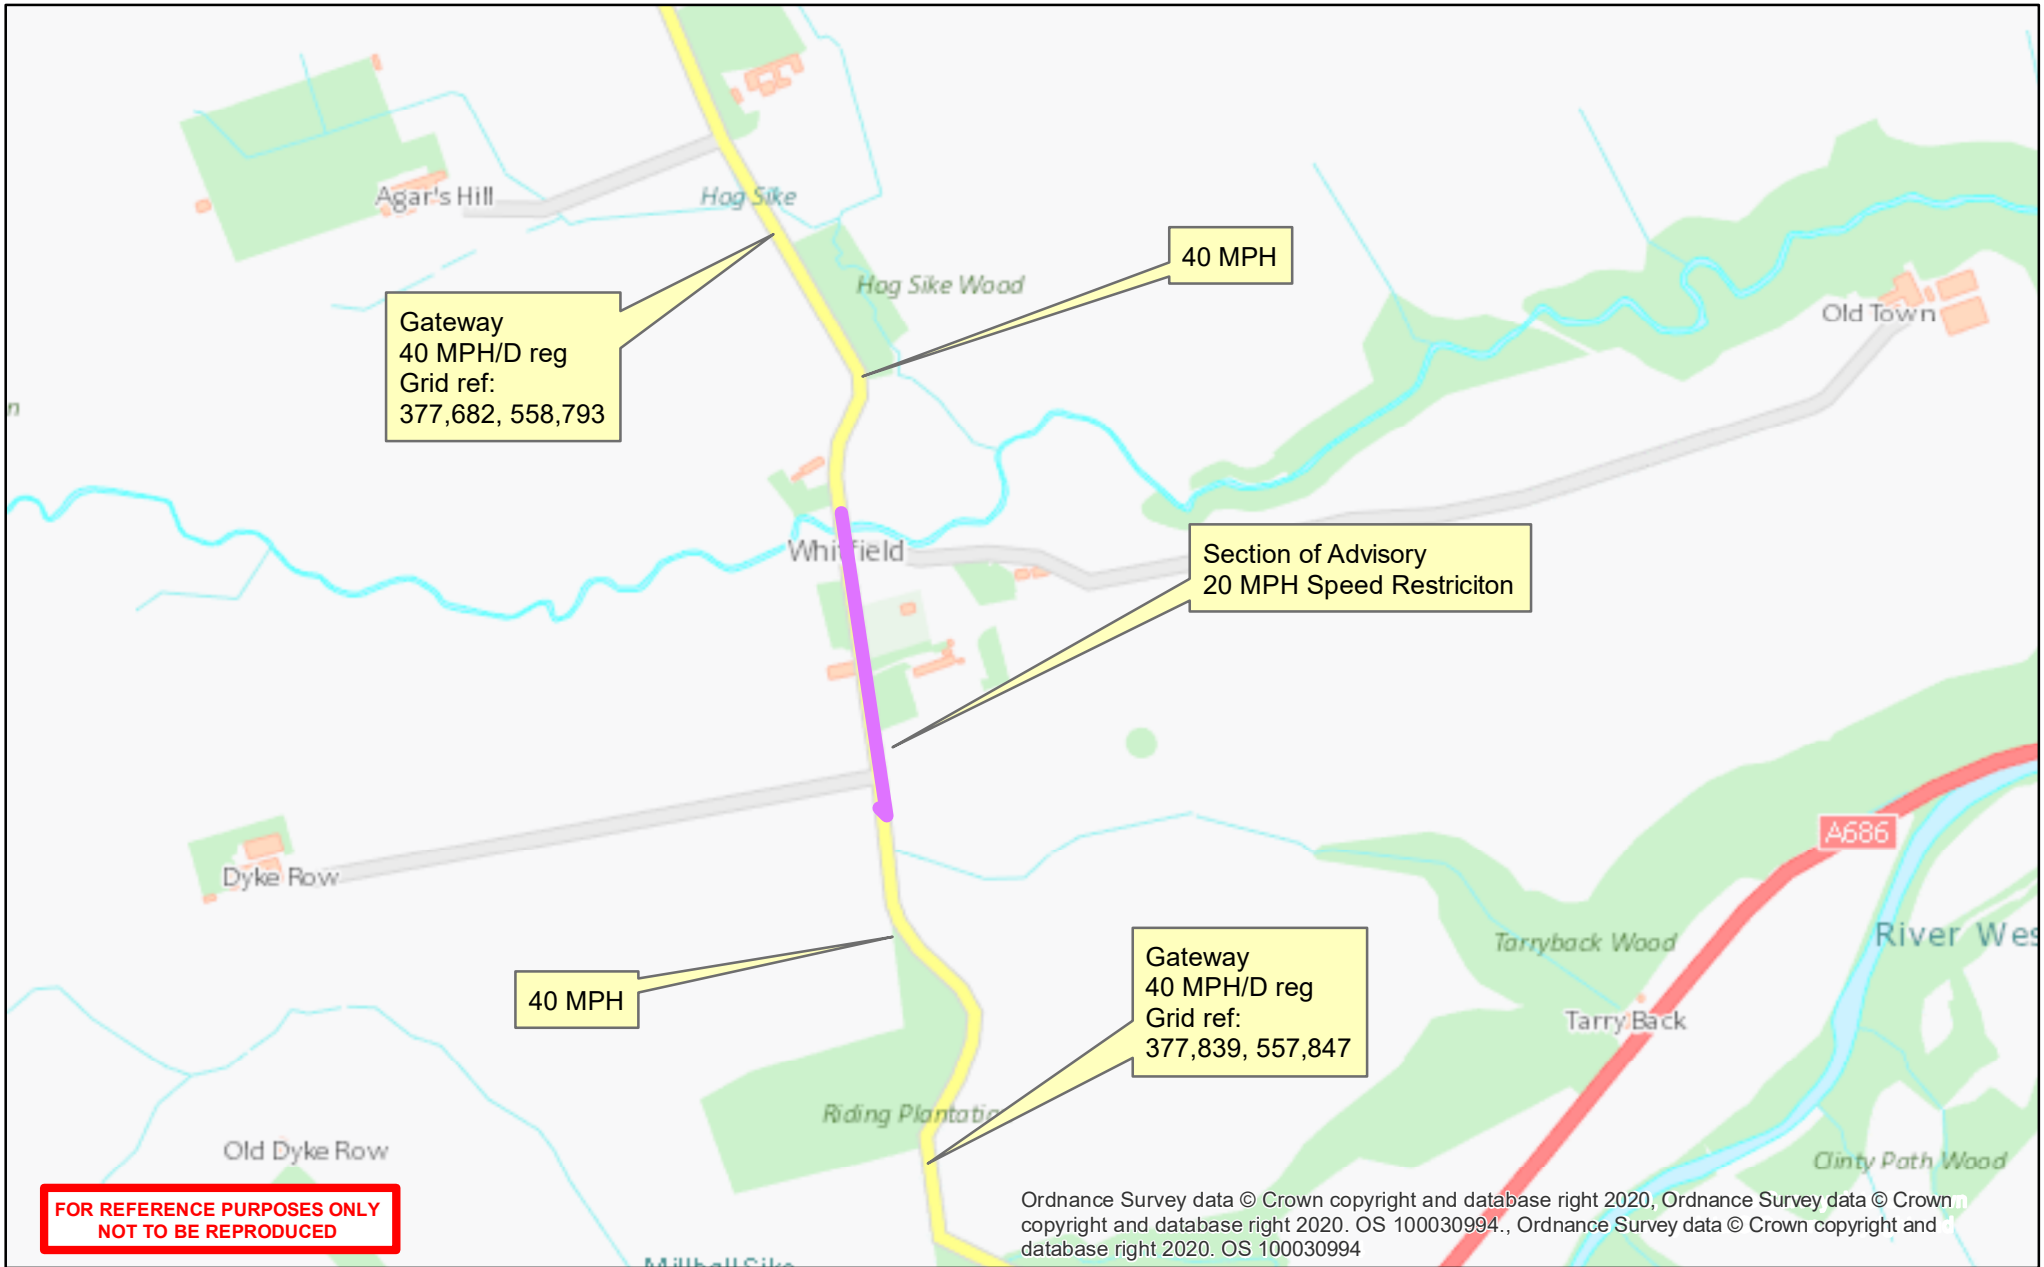 Agar's Hill
Hog Sike
40 MPH
Hog Sike Wood
Old Town
Gateway
40 MPH/D reg
Grid ref:
377,682, 558,793
n
Section of Advisory
20 MPH Speed Restriciton
Whitfield
A686
Dyke Row
River Wes
Tarryback Wood
Gateway
40 MPH/D reg
Grid ref:
377,839, 557,847
40 MPH
Tarry Back
Riding Plantatio
Old Dyke Row
Clinty Path Wood
FOR REFERENCE PURPOSES ONLY
NOT TO BE REPRODUCED
Ordnance Survey data © Crown copyright and database right 2020, Ordnance Survey data © Crown
copyright and database right 2020. OS 100030994., Ordnance Survey data © Crown copyright and
database right 2020. OS 100030994
Millhall Sike